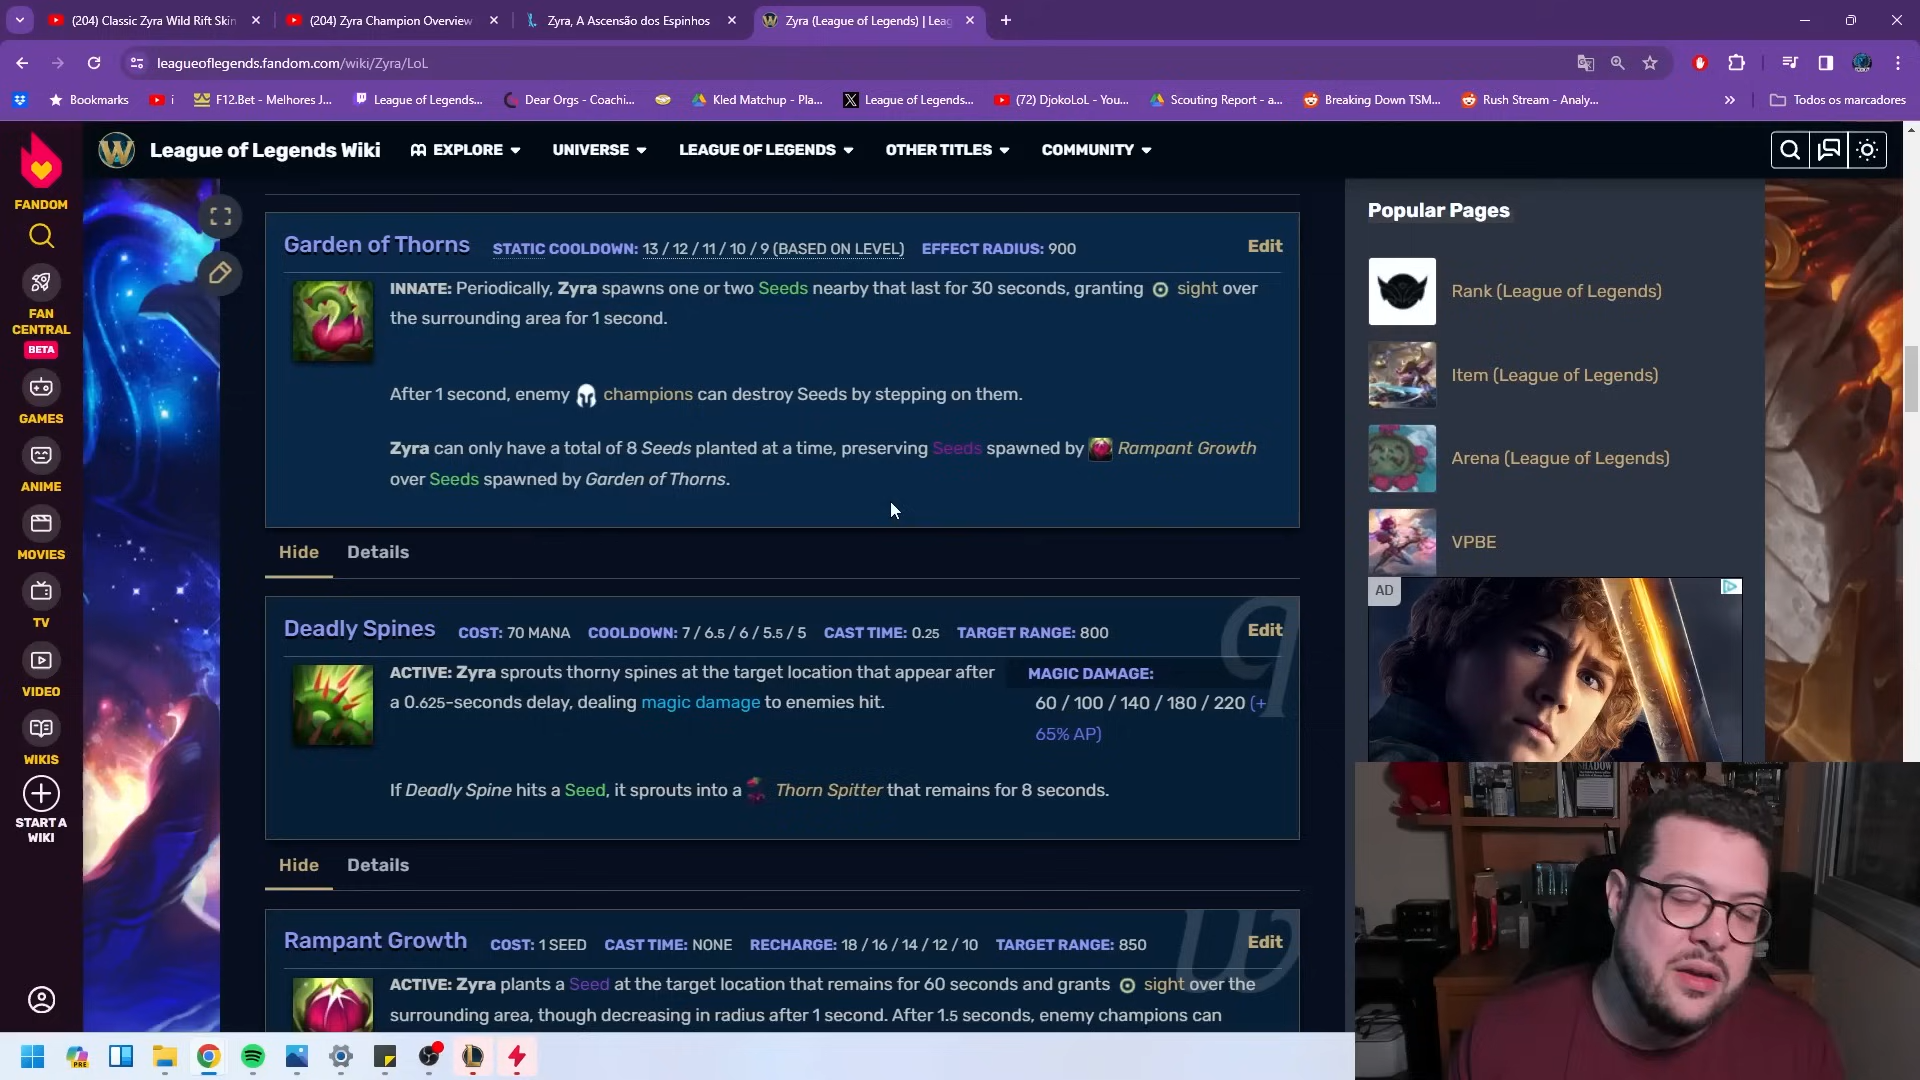 (204) Classic Zyra Wild Rift Skin
(204) Zyra Champion Overview
Zyra, A Ascensão dos Espinhos
Zyra (League of Legends) | Leag
leagueoflegends.fandom.com/wiki/Zyra/LoL
Bookmarks
i
F12.Bet - Melhores J...
League of Legends...
Dear Orgs - Coachi...
Kled Matchup - Pla...
League of Legends...
(72) DjokoLoL - You...
Scouting Report - a...
Breaking Down TSM...
Rush Stream - Analy...
Todos os marcadores
League of Legends Wiki
EXPLORE
UNIVERSE
LEAGUE OF LEGENDS
OTHER TITLES
COMMUNITY
FANDOM
FAN
CENTRAL
BETA
GAMES
ANIME
MOVIES
TV
VIDEO
WIKIS
START A
WIKI
Garden of Thorns
STATIC COOLDOWN: 13 / 12 / 11 / 10 / 9 (BASED ON LEVEL)
EFFECT RADIUS: 900
Edit
INNATE: Periodically, Zyra spawns one or two Seeds nearby that last for 30 seconds, granting sight over
the surrounding area for 1 second.
After 1 second, enemy champions can destroy Seeds by stepping on them.
Zyra can only have a total of 8 Seeds planted at a time, preserving Seeds spawned by Rampant Growth
over Seeds spawned by Garden of Thorns.
Hide
Details
Deadly Spines
COST: 70 MANA
COOLDOWN: 7 / 6.5 / 6 / 5.5 / 5
CAST TIME: 0.25
TARGET RANGE: 800
Edit
q
ACTIVE: Zyra sprouts thorny spines at the target location that appear after
a 0.625-seconds delay, dealing magic damage to enemies hit.
MAGIC DAMAGE:
60 / 100 / 140 / 180 / 220 (+
65% AP)
If Deadly Spine hits a Seed, it sprouts into a Thorn Spitter that remains for 8 seconds.
Hide
Details
Rampant Growth
COST: 1 SEED
CAST TIME: NONE
RECHARGE: 18 / 16 / 14 / 12 / 10
TARGET RANGE: 850
Edit
w
ACTIVE: Zyra plants a Seed at the target location that remains for 60 seconds and grants sight over the
surrounding area, though decreasing in radius after 1 second. After 1.5 seconds, enemy champions can
Popular Pages
Rank (League of Legends)
Item (League of Legends)
Arena (League of Legends)
VPBE
AD
SHADOW
PRE